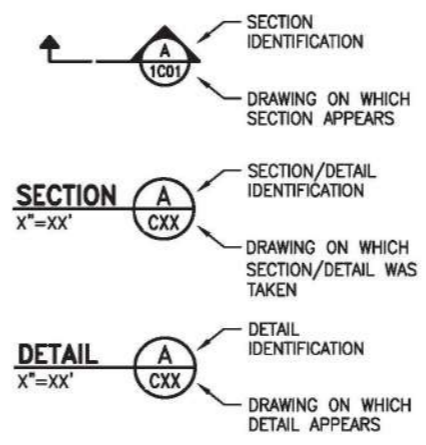 SECTION
IDENTIFICATION
A
1C01
DRAWING ON WHICH
SECTION APPEARS
SECTION
X"=XX'
A
CXX
SECTION/DETAIL
IDENTIFICATION
DRAWING ON WHICH
SECTION/DETAIL WAS
TAKEN
DETAIL
X"=XX'
A
CXX
DETAIL
IDENTIFICATION
DRAWING ON WHICH
DETAIL APPEARS